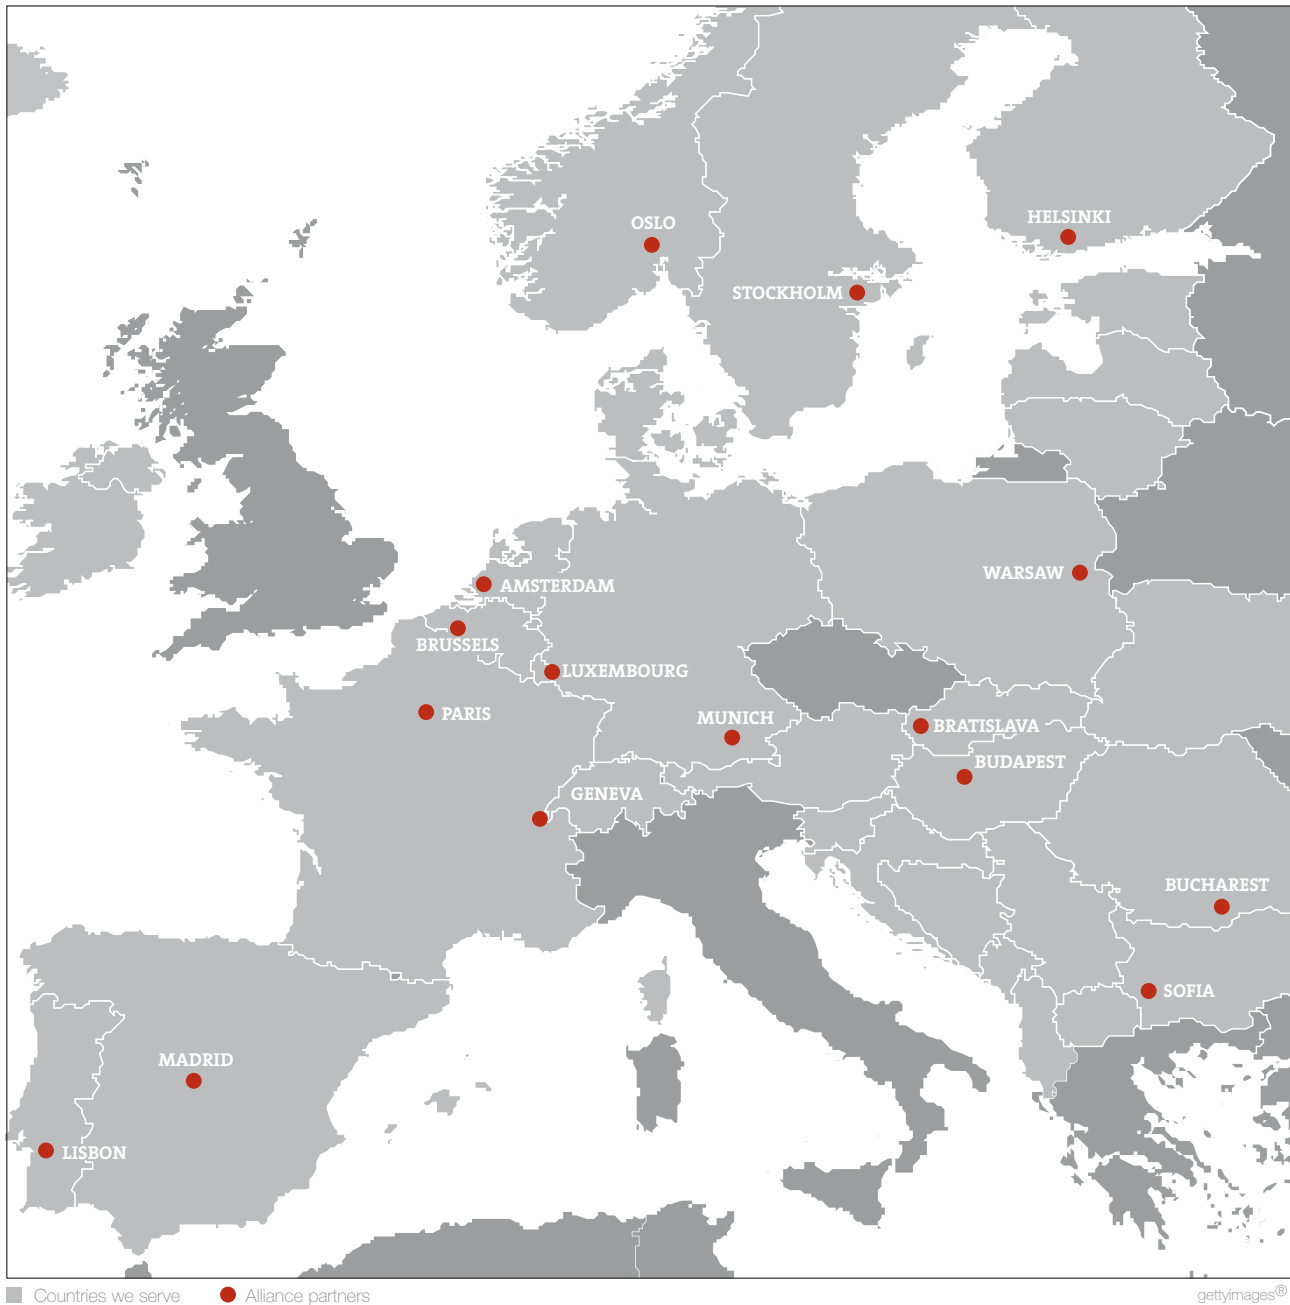 OSLO
HELSINKI
STOCKHOLM
WARSAW
AMSTERDAM
BRUSSELS
LUXEMBOURG
PARIS
MUNICH
BRATISLAVA
BUDAPEST
GENEVA
BUCHAREST
SOFIA
MADRID
LISBON
Countries we serve
Alliance partners
gettyimages®